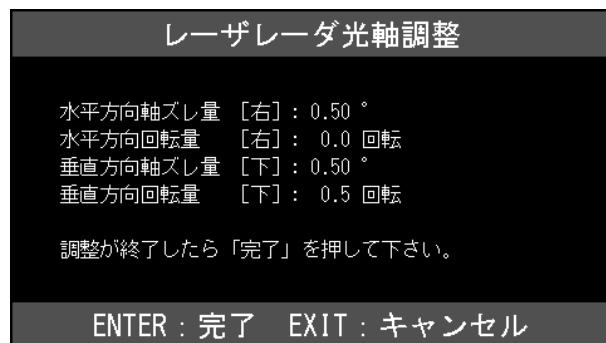 レーザレーダ光軸調整
水平方向軸ズレ量 [右]: 0.50 °
水平方向回転量 [右]: 0.0 回転
垂直方向軸ズレ量 [下]: 0.50 °
垂直方向回転量 [下]: 0.5 回転
調整が終了したら「完了」を押して下さい。
ENTER:完了 EXIT:キャンセル